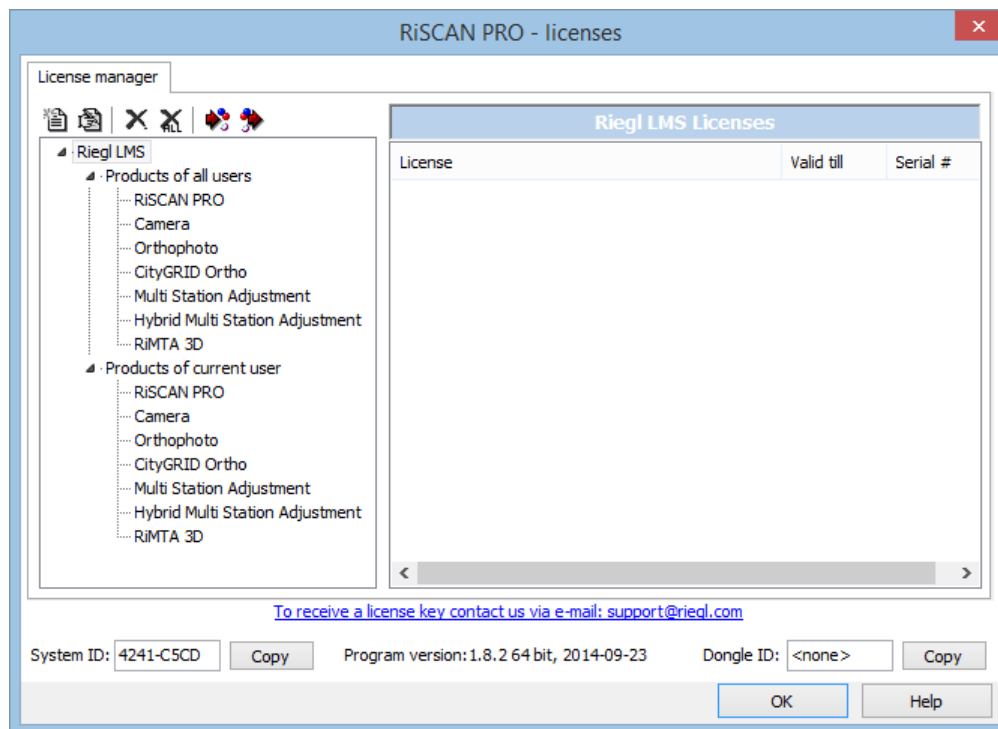 RiSCAN PRO - licenses
License manager
ALL
Riegl LMS
Products of all users
RiSCAN PRO
Camera
Orthophoto
CityGRID Ortho
Multi Station Adjustment
Hybrid Multi Station Adjustment
RiMTA 3D
Products of current user
RiSCAN PRO
Camera
Orthophoto
CityGRID Ortho
Multi Station Adjustment
Hybrid Multi Station Adjustment
RiMTA 3D
Riegl LMS Licenses
License Valid till Serial #
To receive a license key contact us via e-mail: support@riegl.com
System ID: 4241-C5CD Copy Program version:1.8.2 64 bit, 2014-09-23 Dongle ID: <none> Copy
OK Help